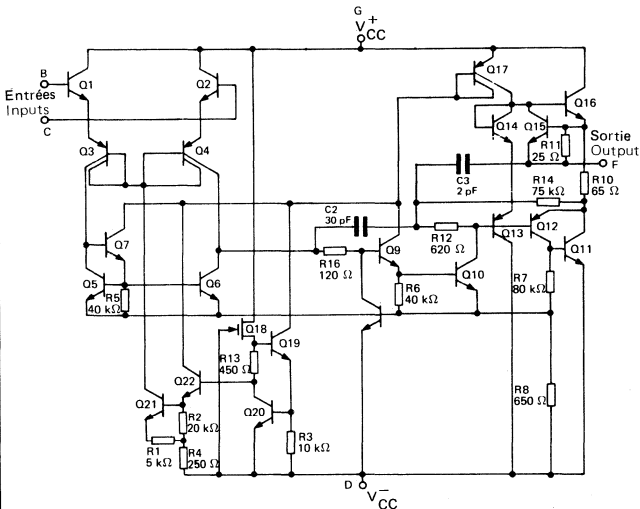 G
V+CC
B
Q1
Q2
Entrées
Inputs
C
Q3
Q4
Q17
Q16
Q14
Q15
R11
25 Ω
Sortie
Output
F
C3
2 pF
R14
75 kΩ
R10
65 Ω
C2
30 pF
Q7
R16
120 Ω
Q9
R12
620 Ω
Q13
Q12
Q11
Q5
R5
40 kΩ
Q6
R6
40 kΩ
Q10
R7
80 kΩ
Q18
Q19
R13
450 Ω
Q22
Q21
Q20
R2
20 kΩ
R1
5 kΩ
R4
250 Ω
R3
10 kΩ
R8
650 Ω
D
V−CC